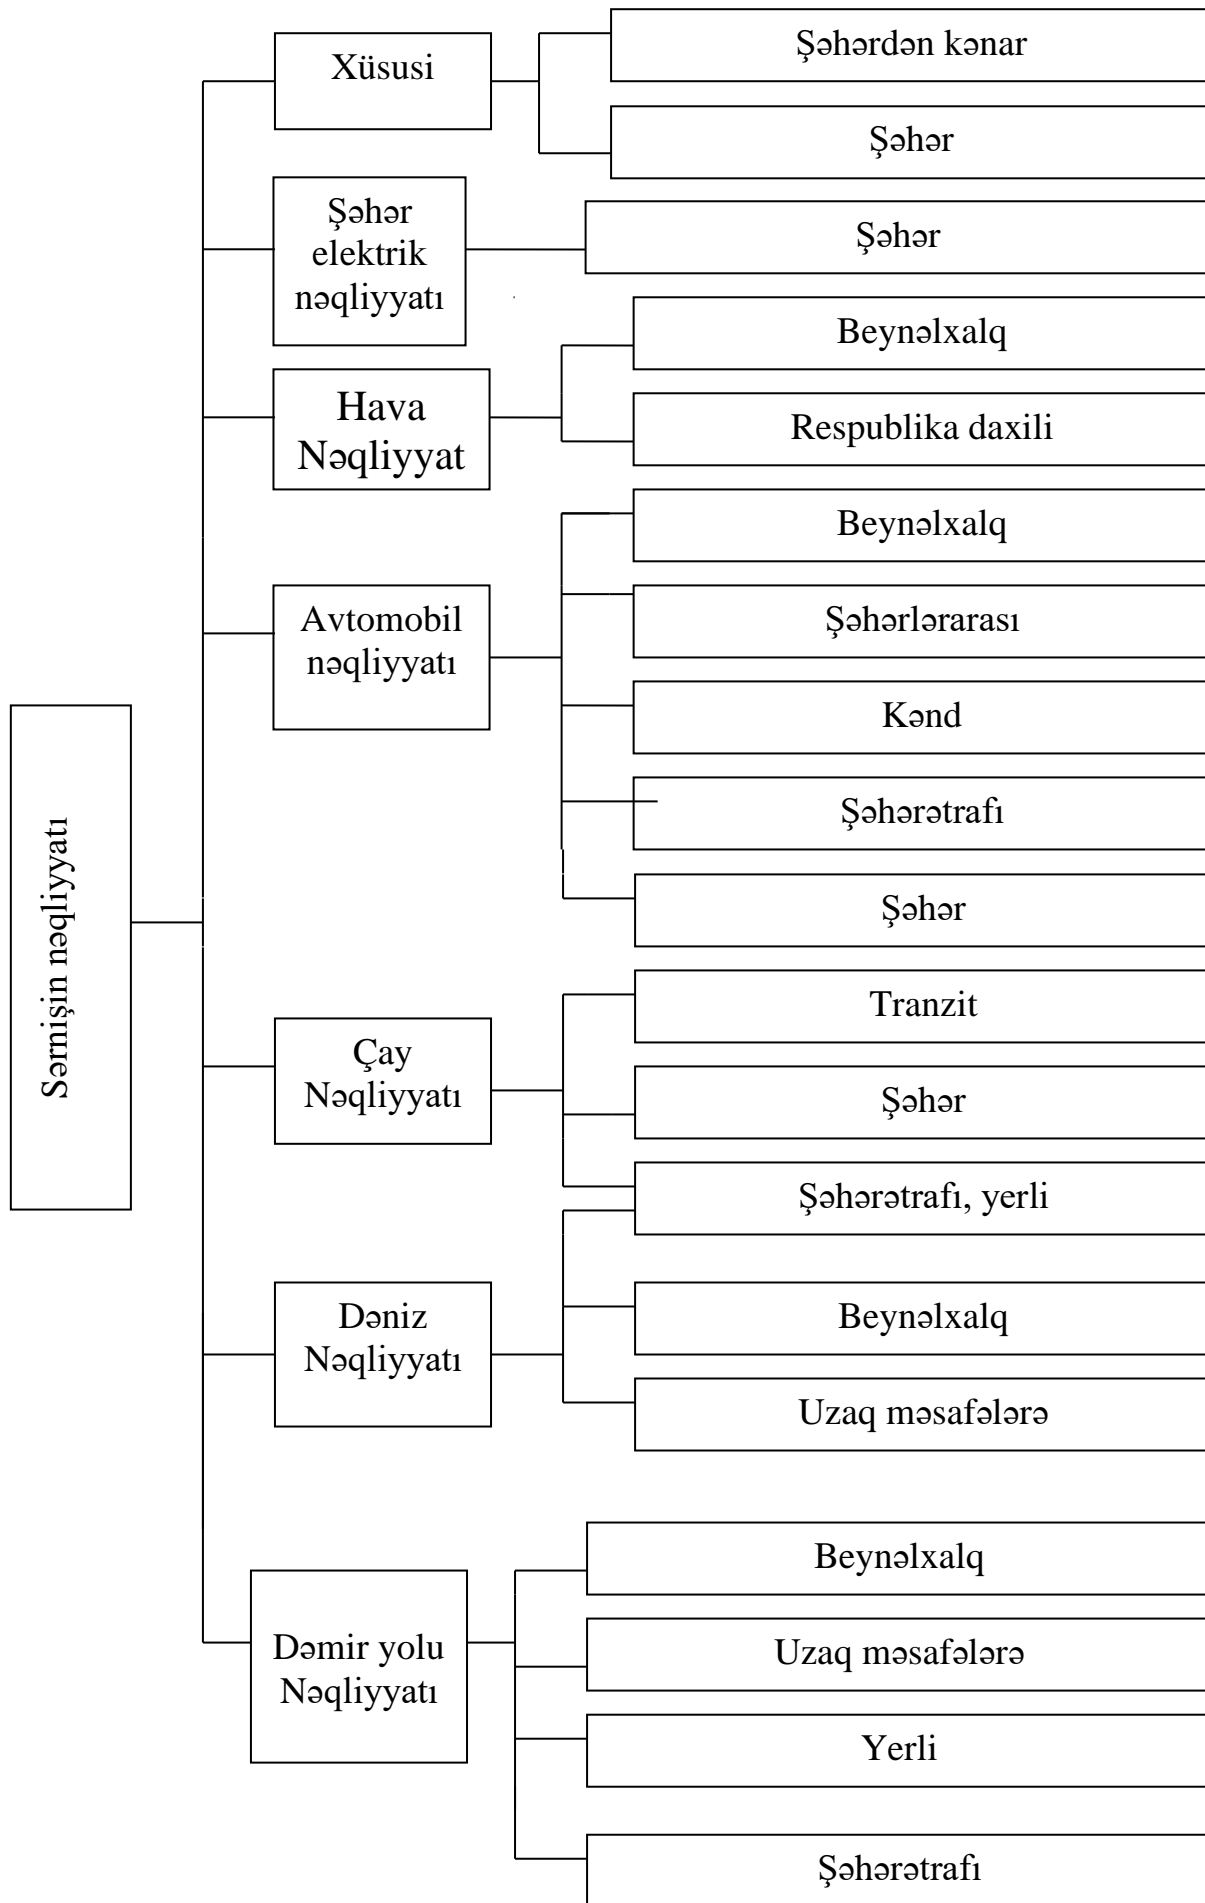 Xüsusi
Şəhərdən kənar
Şəhər
Şəhər
elektrik
nəqliyyatı
Şəhər
Hava
Nəqliyyat
Beynəlxalq
Respublika daxili
Avtomobil
nəqliyyatı
Beynəlxalq
Şəhərlərarası
Kənd
Şəhərətrafı
Şəhər
Sərnişin nəqliyyatı
Çay
Nəqliyyatı
Tranzit
Şəhər
Şəhərətrafı, yerli
Dəniz
Nəqliyyatı
Beynəlxalq
Uzaq məsafələrə
Dəmir yolu
Nəqliyyatı
Beynəlxalq
Uzaq məsafələrə
Yerli
Şəhərətrafı